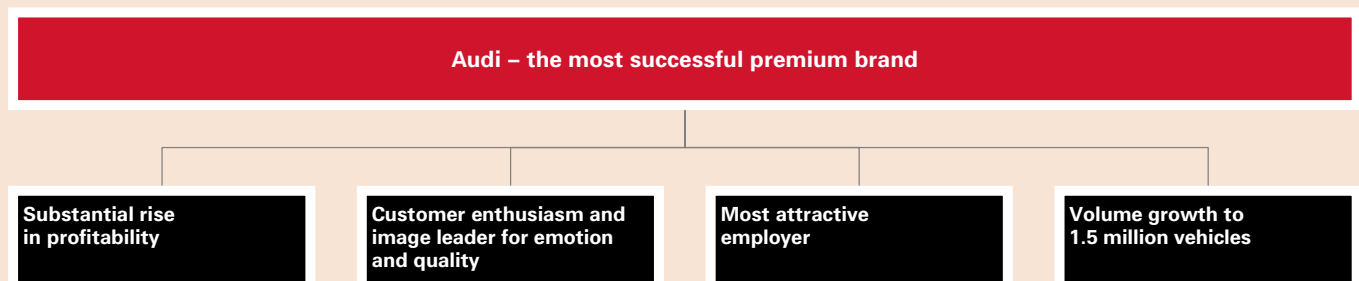 Audi – the most successful premium brand
Substantial rise
in profitability
Customer enthusiasm and
image leader for emotion
and quality
Most attractive
employer
Volume growth to
1.5 million vehicles